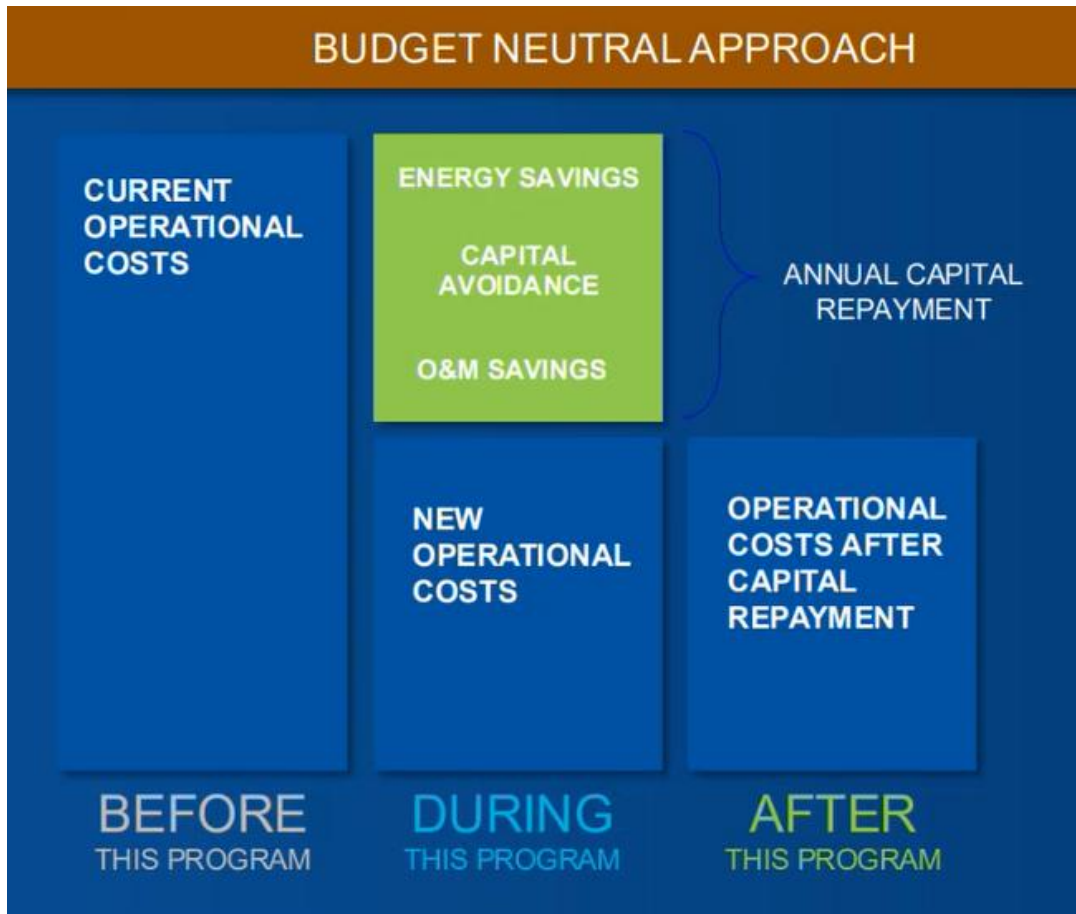 BUDGET NEUTRAL APPROACH
CURRENT
OPERATIONAL
COSTS
ENERGY SAVINGS
CAPITAL
AVOIDANCE
O&M SAVINGS
ANNUAL CAPITAL
REPAYMENT
NEW
OPERATIONAL
COSTS
OPERATIONAL
COSTS AFTER
CAPITAL
REPAYMENT
BEFORE
THIS PROGRAM
DURING
THIS PROGRAM
AFTER
THIS PROGRAM